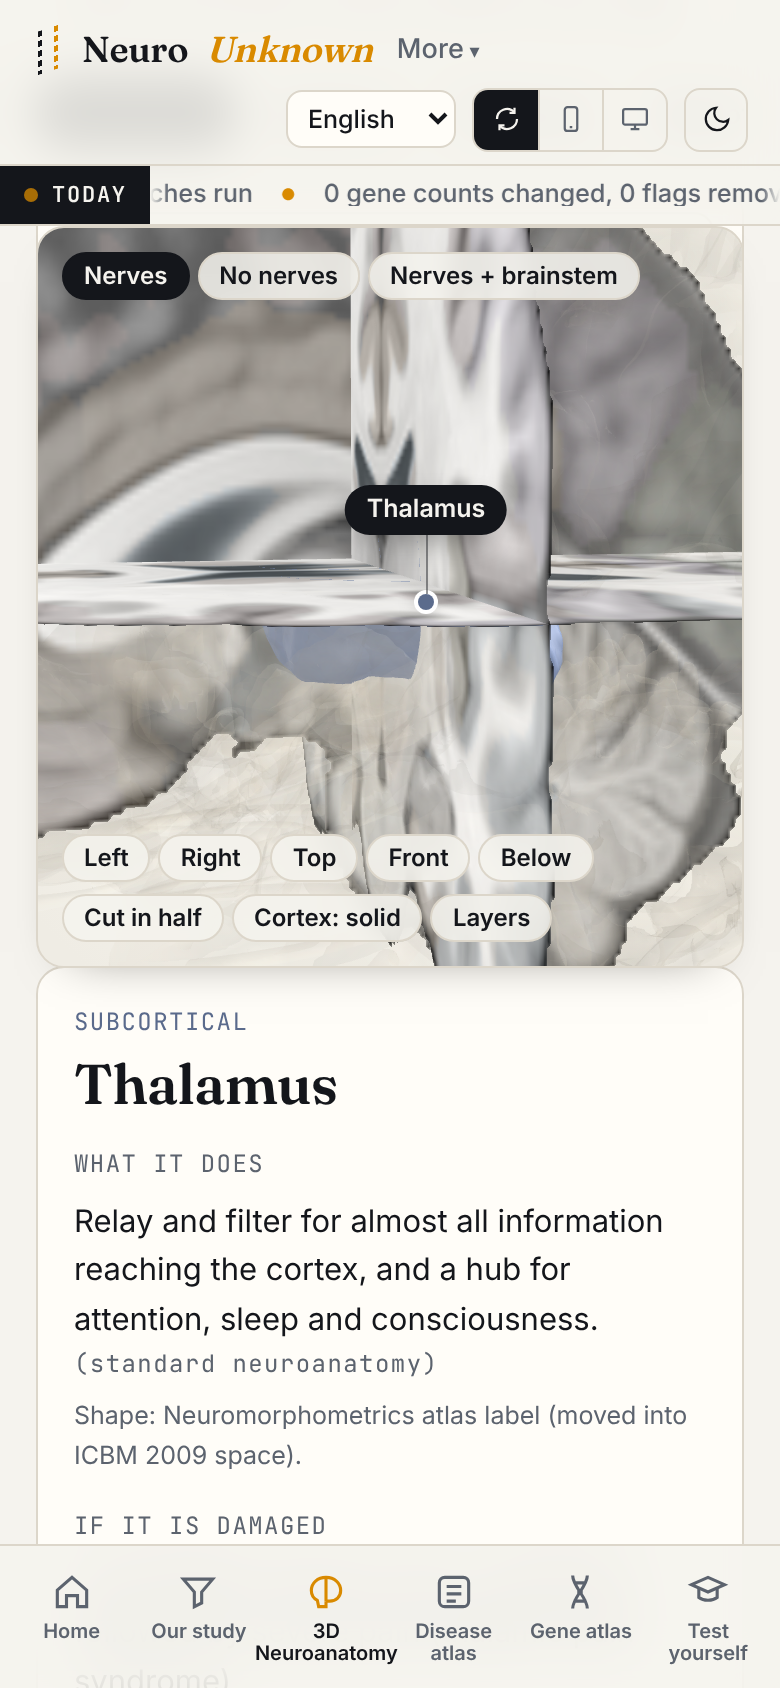 Neuro Unknown More ▾
English
TODAY ches run • 0 gene counts changed, 0 flags remov
Nerves No nerves Nerves + brainstem
Thalamus
Left Right Top Front Below
Cut in half Cortex: solid Layers
SUBCORTICAL
Thalamus
WHAT IT DOES
Relay and filter for almost all information
reaching the cortex, and a hub for
attention, sleep and consciousness.
(standard neuroanatomy)
Shape: Neuromorphometrics atlas label (moved into
ICBM 2009 space).
IF IT IS DAMAGED
Home Our study 3D Neuroanatomy Disease atlas Gene atlas Test yourself
syndrome)